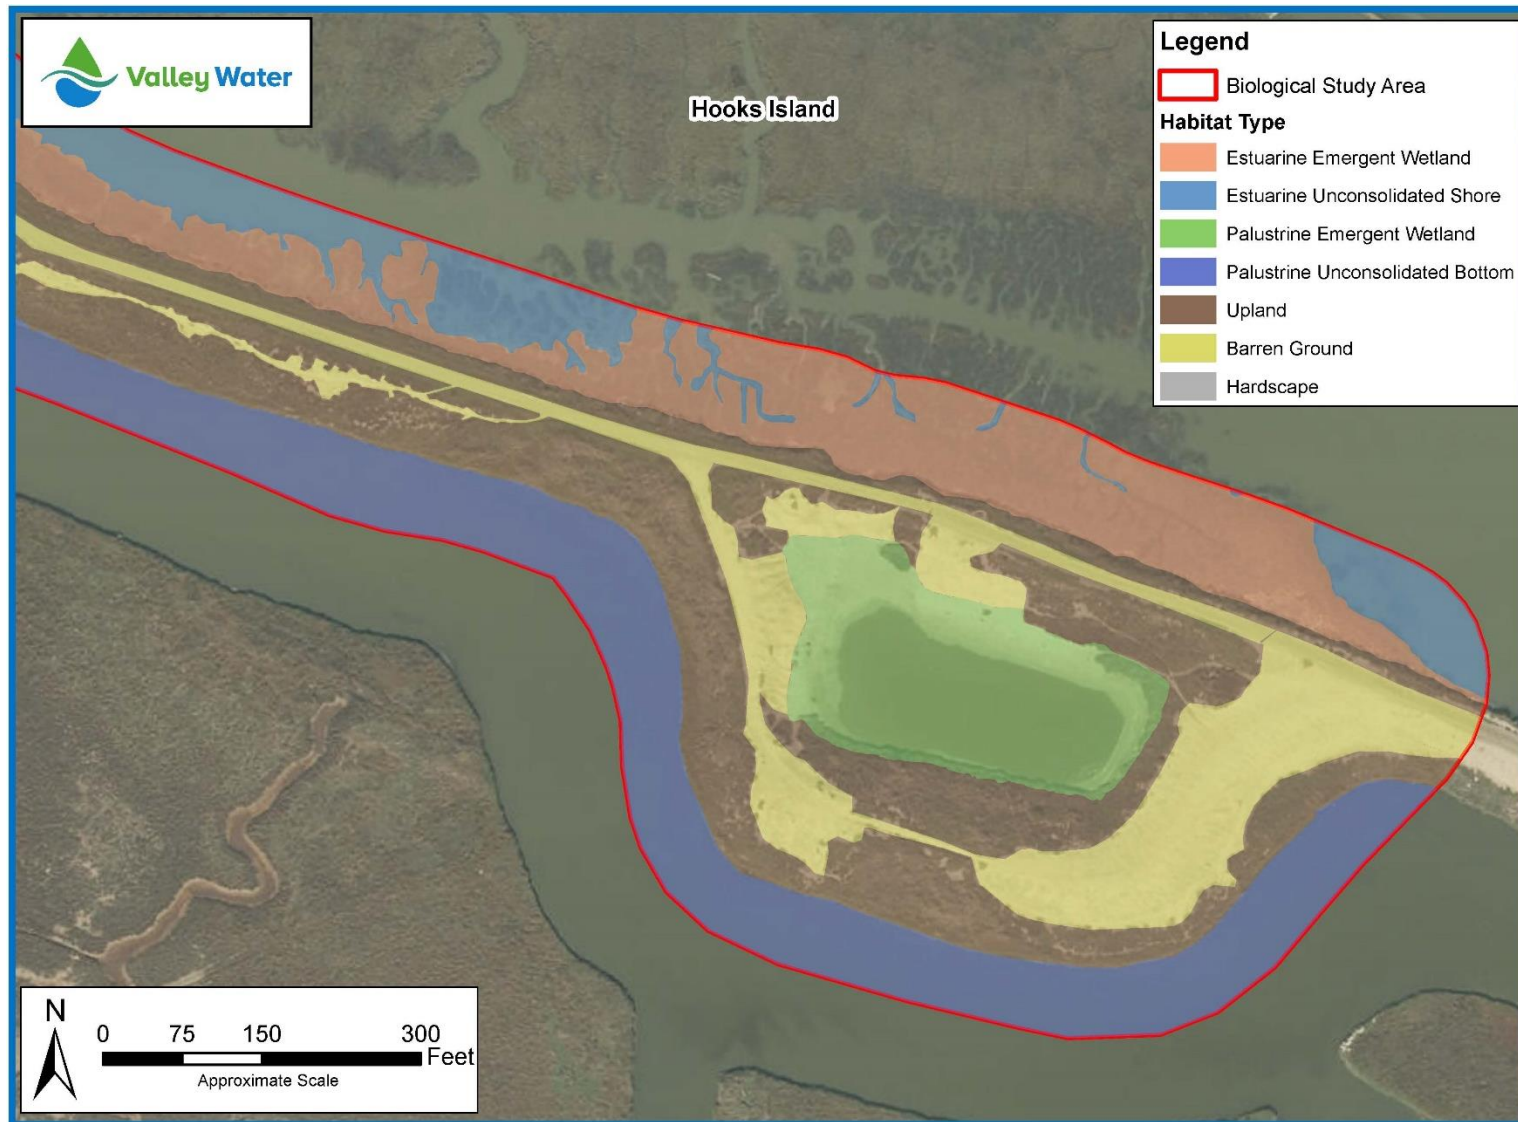 Valley Water
Hooks Island
Legend
Biological Study Area
Habitat Type
Estuarine Emergent Wetland
Estuarine Unconsolidated Shore
Palustrine Emergent Wetland
Palustrine Unconsolidated Bottom
Upland
Barren Ground
Hardscape
N
0 75 150 300
Feet
Approximate Scale